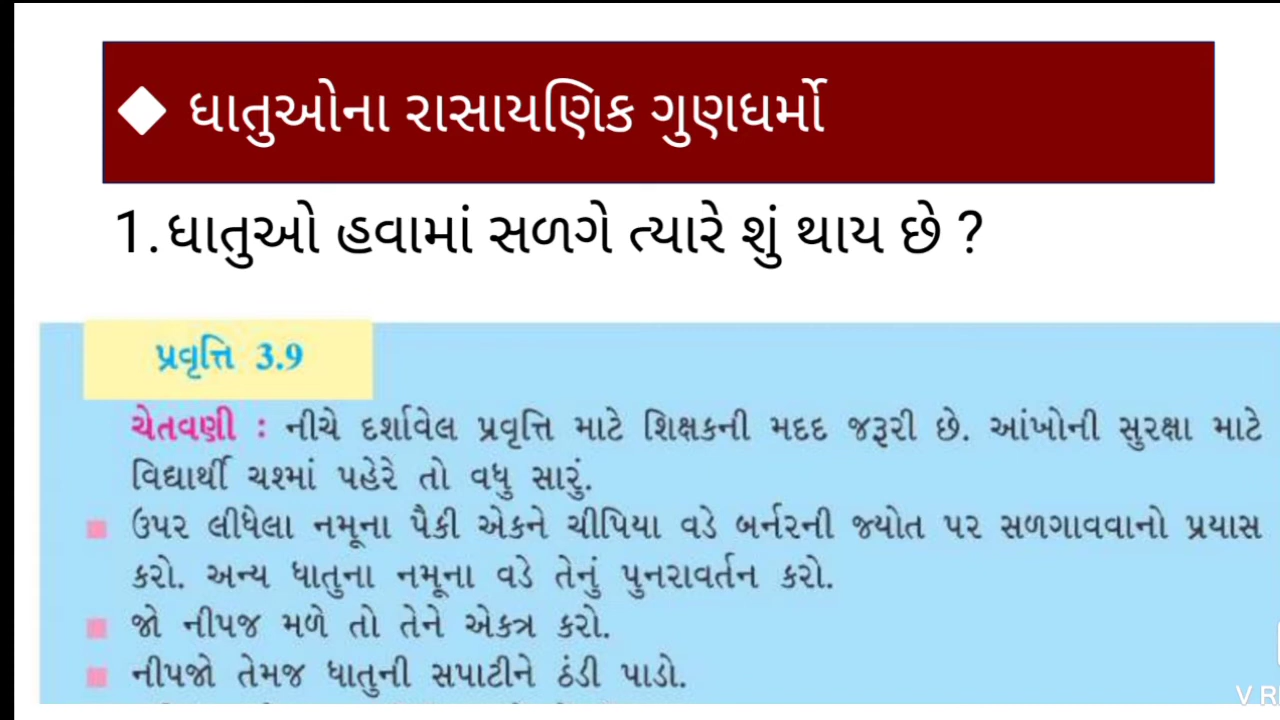 ◆ ધાતુઓના રાસાયણિક ગુણધર્મો
1. ધાતુઓ હવામાં સળગે ત્યારે શું થાય છે ?
પ્રવૃત્તિ 3.9
ચેતવણી : નીચે દર્શાવેલ પ્રવૃત્તિ માટે શિક્ષકની મદદ જરૂરી છે. આંખોની સુરક્ષા માટે
વિદ્યાર્થી ચશ્માં પહેરે તો વધુ સારું.
■ ઉપર લીધેલા નમૂના પૈકી એકને ચીપિયા વડે બર્નરની જ્યોત પર સળગાવવાનો પ્રયાસ
કરો. અન્ય ધાતુના નમૂના વડે તેનું પુનરાવર્તન કરો.
■ જો નીપજ મળે તો તેને એકત્ર કરો.
■ નીપજો તેમજ ધાતુની સપાટીને ઠંડી પાડો.
V R